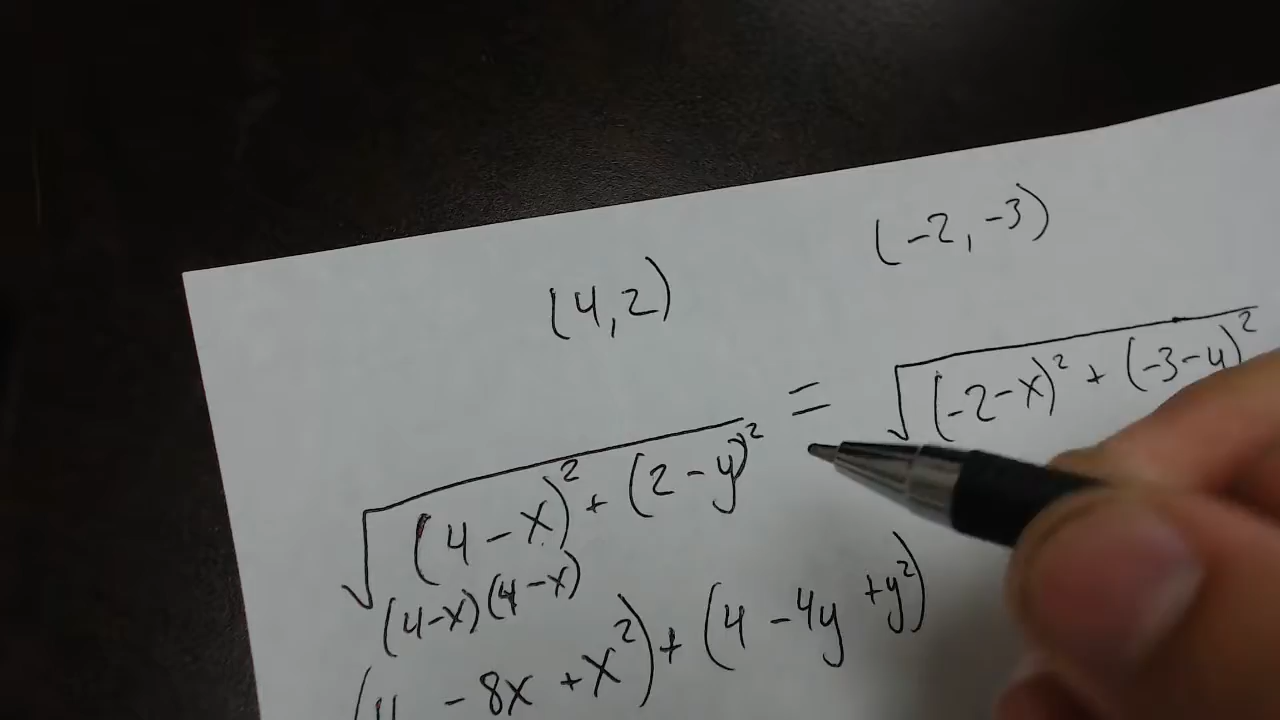 (4,2) (-2,-3)
√(4-x)² + (2-y)² = √(-2-x)² + (-3-y)²
(4-x)(4-x)
-8x +x²) + (4 -4y +y²)